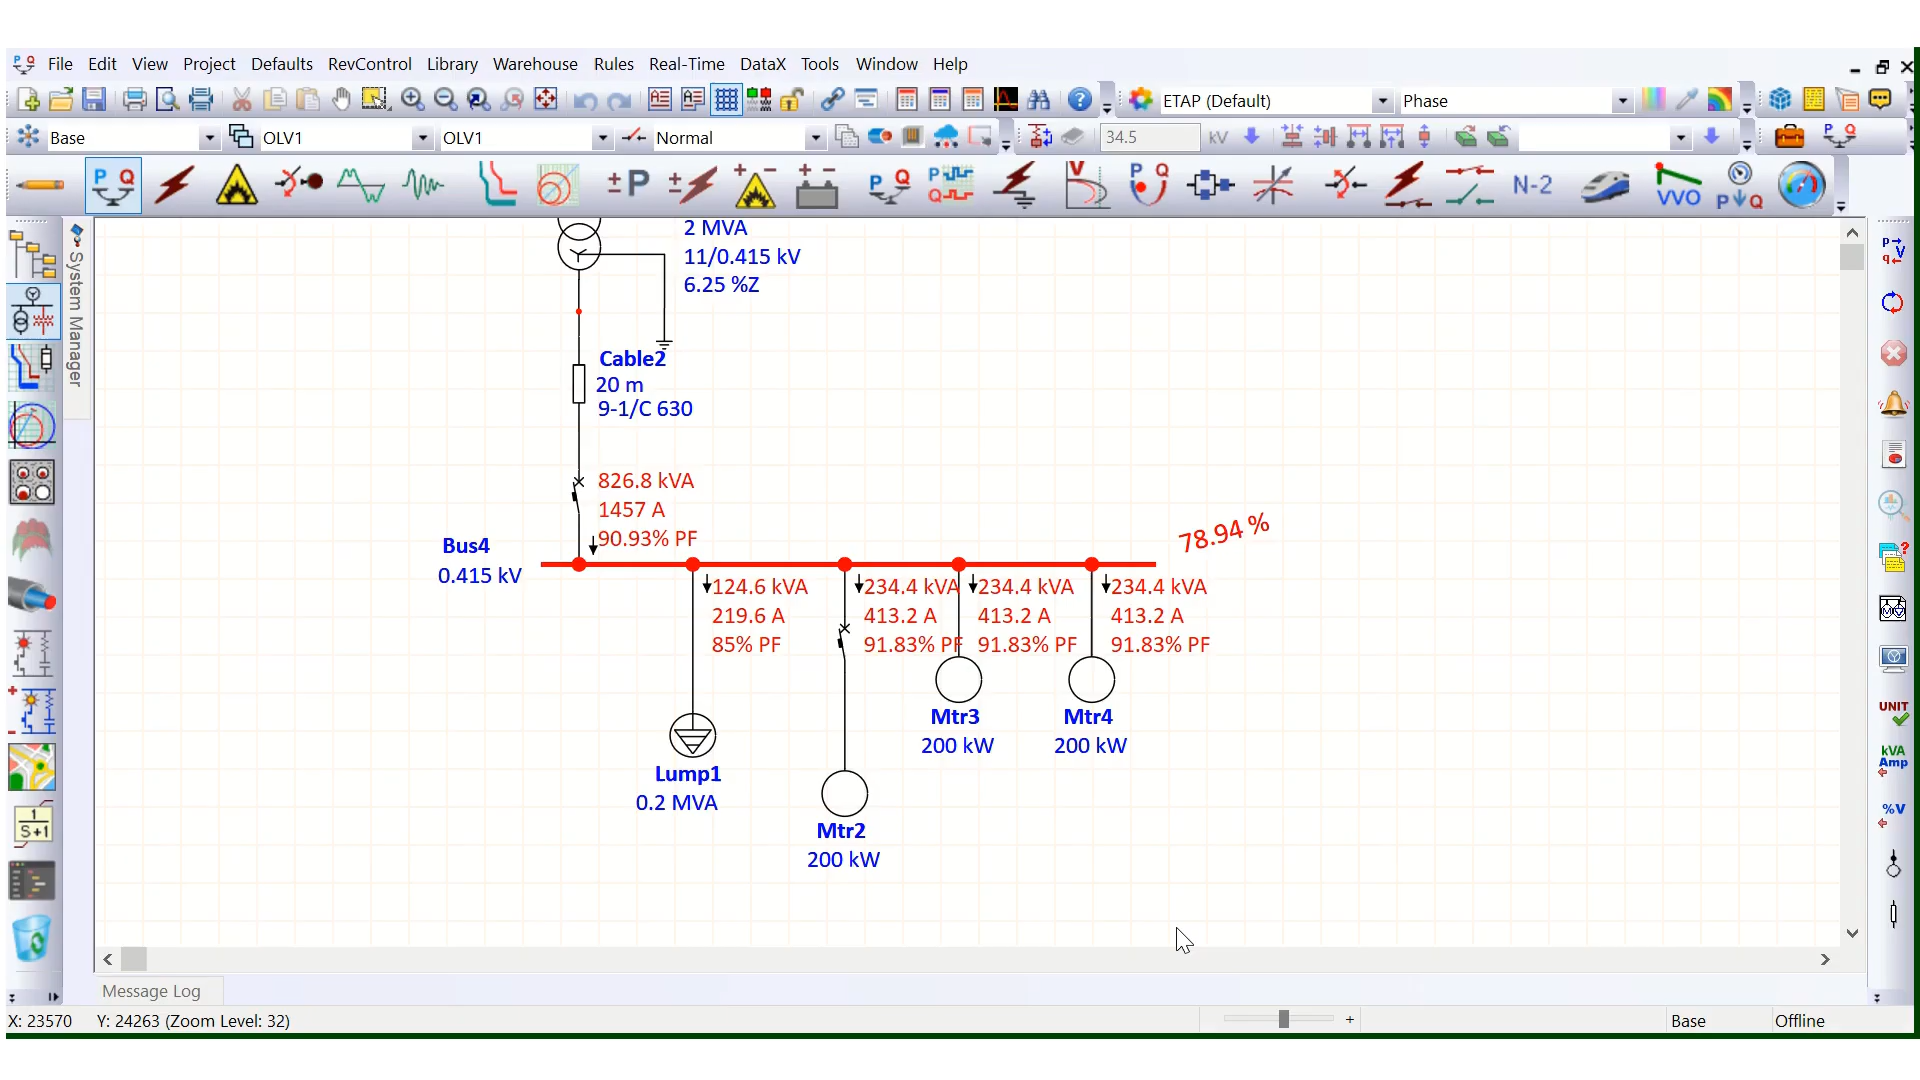 File Edit View Project Defaults RevControl Library Warehouse Rules Real-Time DataX Tools Window Help
ETAP (Default) Phase
Base OLV1 OLV1 Normal 34.5 kV
P Q ± P ± + − + − P Q P Q V P Q N-2 VVO P Q
System Manager
2 MVA
11/0.415 kV
6.25 %Z
Cable2
20 m
9-1/C 630
826.8 kVA
1457 A
90.93% PF
78.94 %
Bus4
0.415 kV
124.6 kVA
219.6 A
85% PF
234.4 kVA
413.2 A
91.83% PF
234.4 kVA
413.2 A
91.83% PF
234.4 kVA
413.2 A
91.83% PF
Mtr3
200 kW
Mtr4
200 kW
Lump1
0.2 MVA
Mtr2
200 kW
1
S+1
P V
q
UNIT
kVA
Amp
%V
Message Log
X: 23570 Y: 24263 (Zoom Level: 32)
+
Base Offline